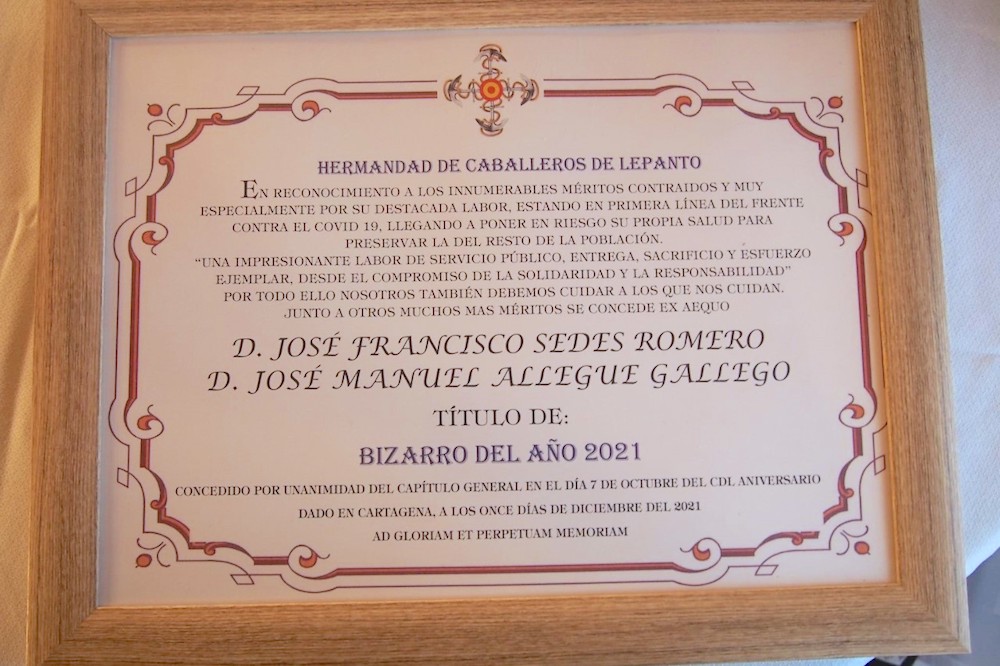 HERMANDAD DE CABALLEROS DE LEPANTO
EN RECONOCIMIENTO A LOS INNUMERABLES MÉRITOS CONTRAIDOS Y MUY
ESPECIALMENTE POR SU DESTACADA LABOR, ESTANDO EN PRIMERA LÍNEA DEL FRENTE
CONTRA EL COVID 19, LLEGANDO A PONER EN RIESGO SU PROPIA SALUD PARA
PRESERVAR LA DEL RESTO DE LA POBLACIÓN.
"UNA IMPRESIONANTE LABOR DE SERVICIO PÚBLICO, ENTREGA, SACRIFICIO Y ESFUERZO
EJEMPLAR, DESDE EL COMPROMISO DE LA SOLIDARIDAD Y LA RESPONSABILIDAD"
POR TODO ELLO NOSOTROS TAMBIÉN DEBEMOS CUIDAR A LOS QUE NOS CUIDAN.
JUNTO A OTROS MUCHOS MAS MÉRITOS SE CONCEDE EX AEQUO
D. JOSÉ FRANCISCO SEDES ROMERO
D. JOSÉ MANUEL ALLEGUE GALLEGO
TÍTULO DE:
BIZARRO DEL AÑO 2021
CONCEDIDO POR UNANIMIDAD DEL CAPÍTULO GENERAL EN EL DÍA 7 DE OCTUBRE DEL CDL ANIVERSARIO
DADO EN CARTAGENA, A LOS ONCE DÍAS DE DICIEMBRE DEL 2021
AD GLORIAM ET PERPETUAM MEMORIAM